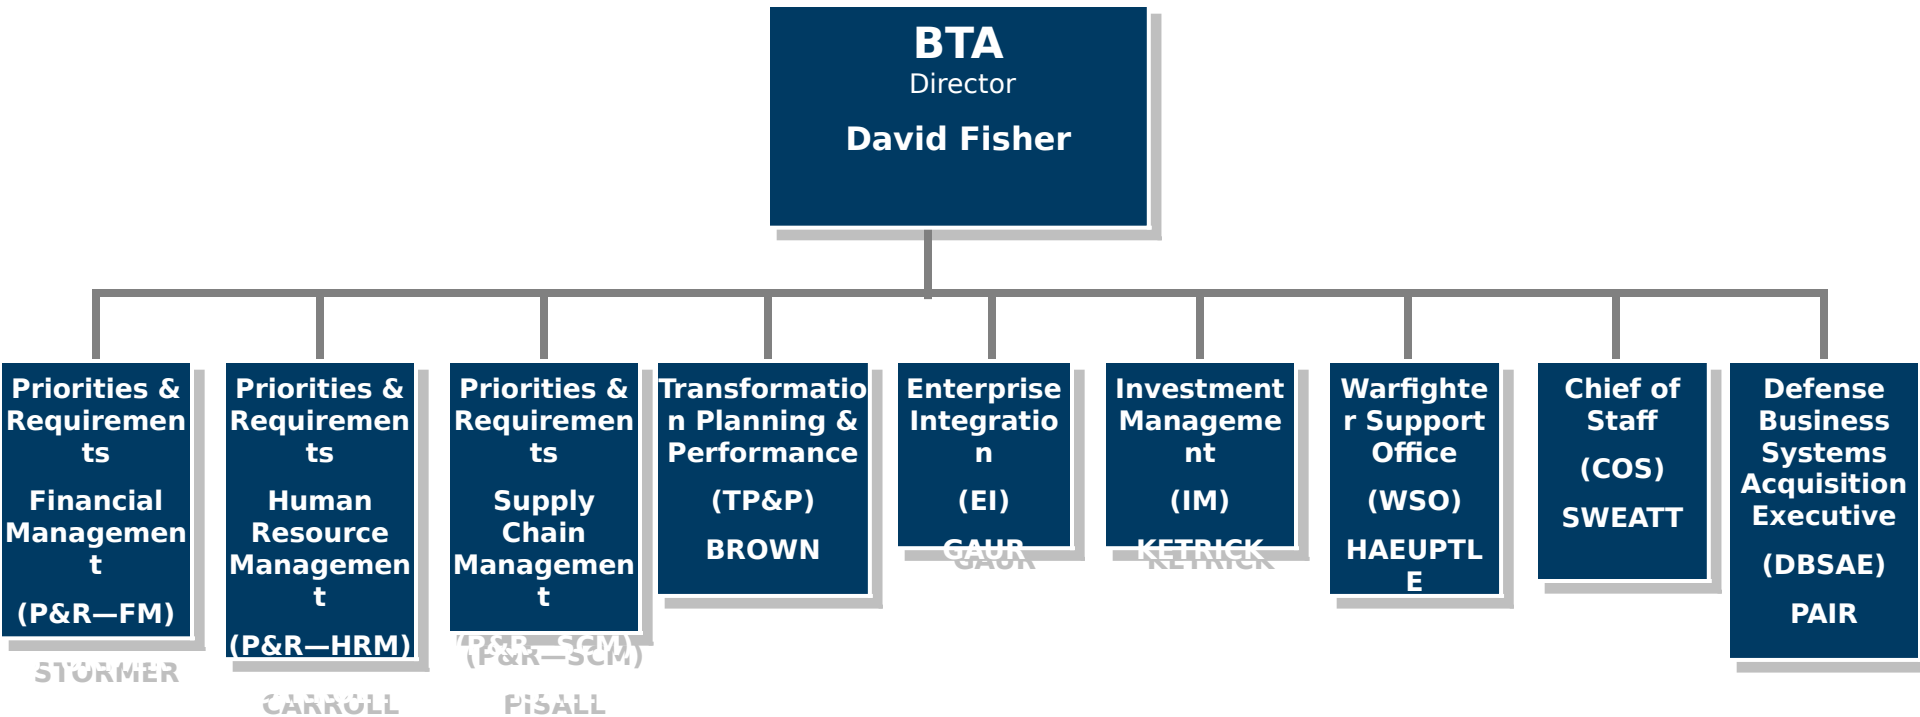 BTA
Director
David Fisher
Priorities &
Requiremen
ts
Financial
Managemen
t
(P&R—FM)
STORMER
Priorities &
Requiremen
ts
Human
Resource
Managemen
t
(P&R—HRM)
CARROLL
Priorities &
Requiremen
ts
Supply
Chain
Managemen
t
(P&R—SCM)
PISALL
Transformatio
n Planning &
Performance
(TP&P)
BROWN
Enterprise
Integratio
n
(EI)
GAUR
Investment
Manageme
nt
(IM)
KETRICK
Warfighte
r Support
Office
(WSO)
HAEUPTL
E
Chief of
Staff
(COS)
SWEATT
Defense
Business
Systems
Acquisition
Executive
(DBSAE)
PAIR